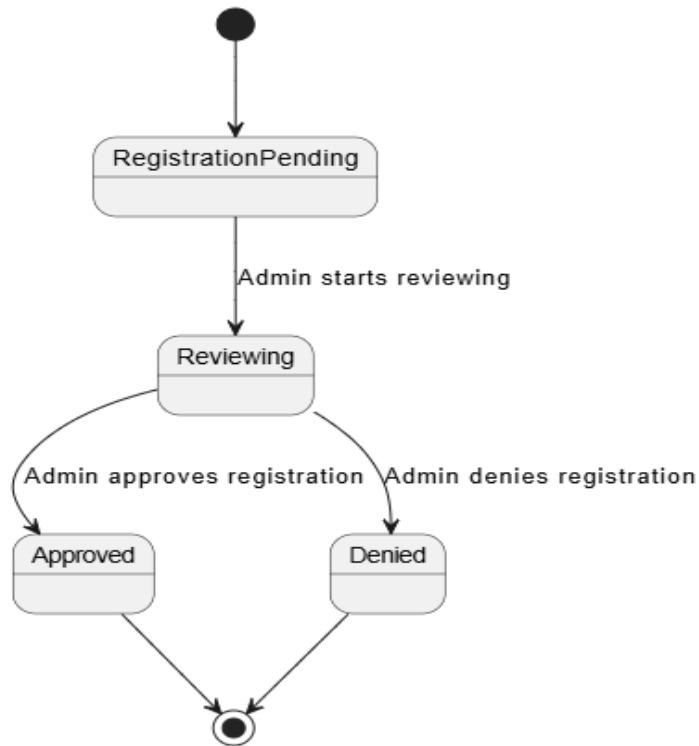 RegistrationPending
Admin starts reviewing
Reviewing
Admin approves registration
Admin denies registration
Approved
Denied